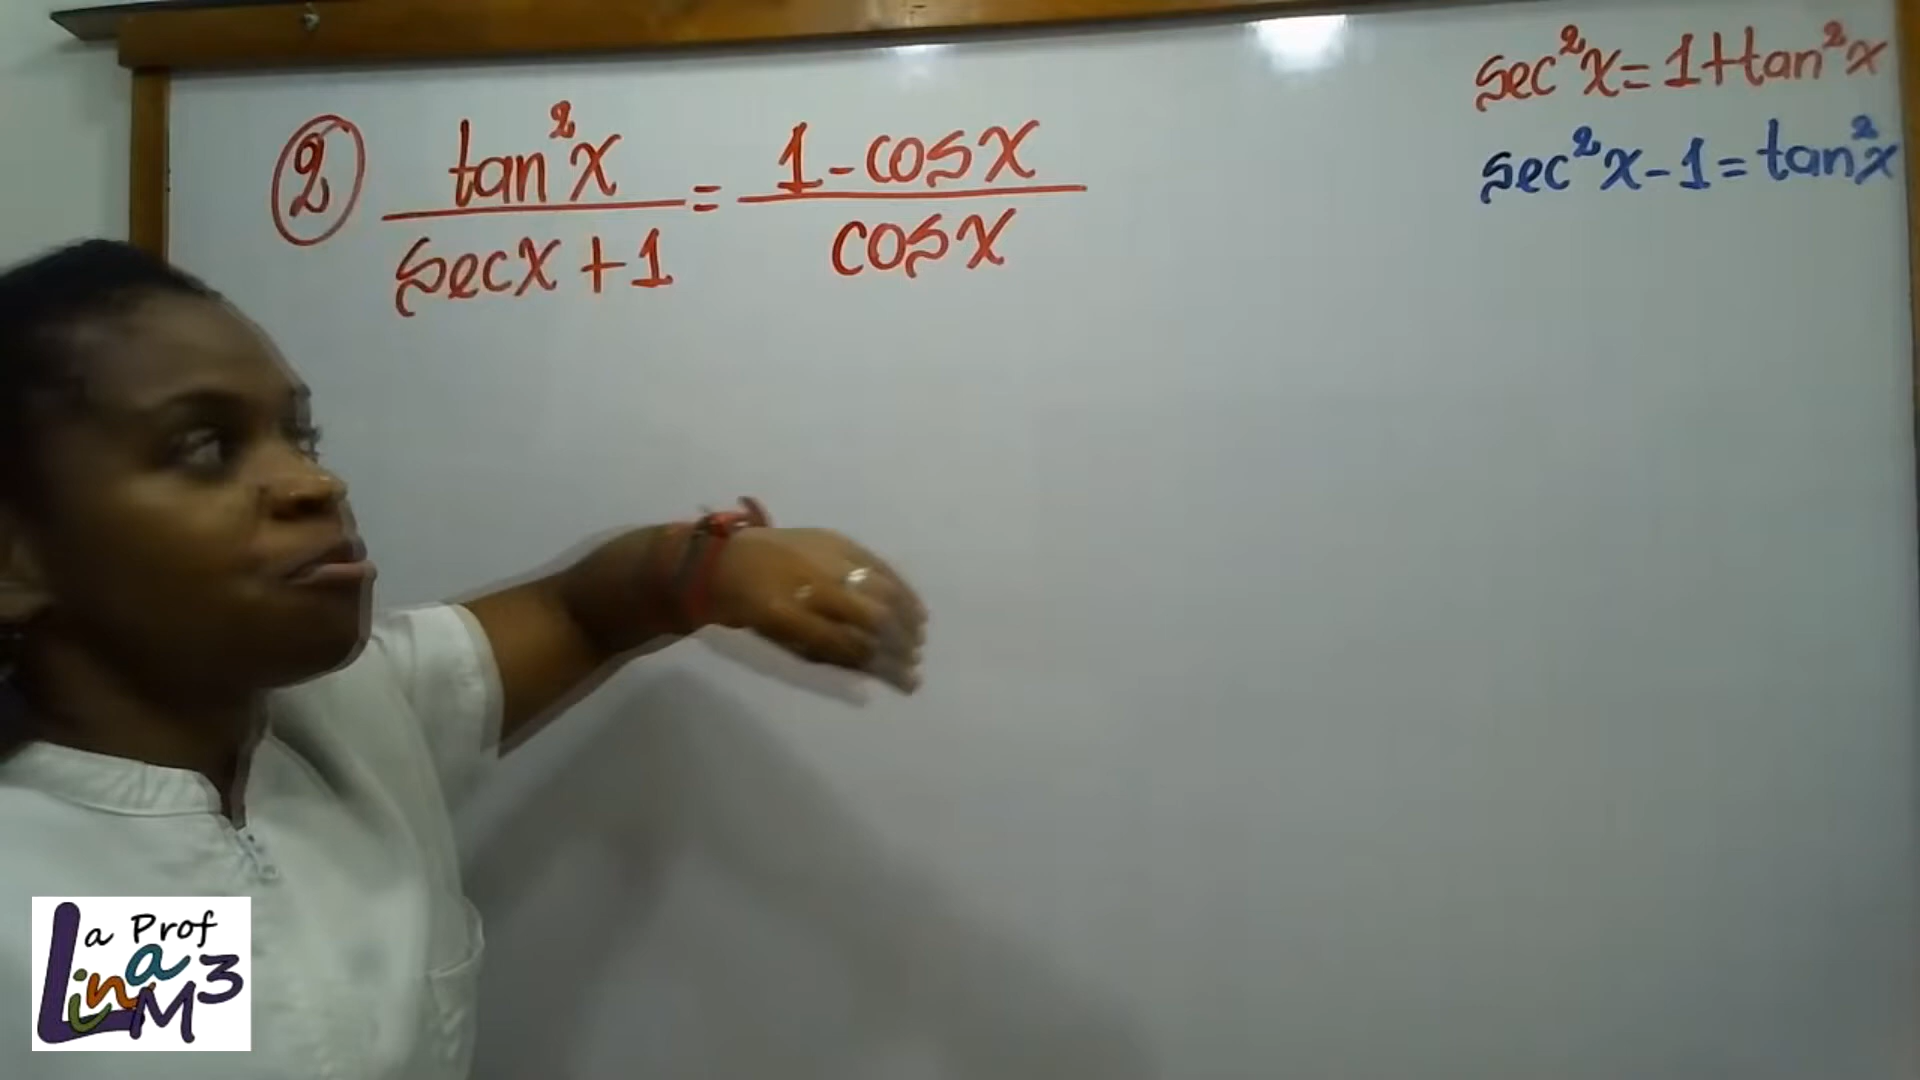 ② tan²x / secx + 1 = 1 - cosx / cosx
sec²x = 1 + tan²x
sec²x - 1 = tan²x
La Prof
Lina M3